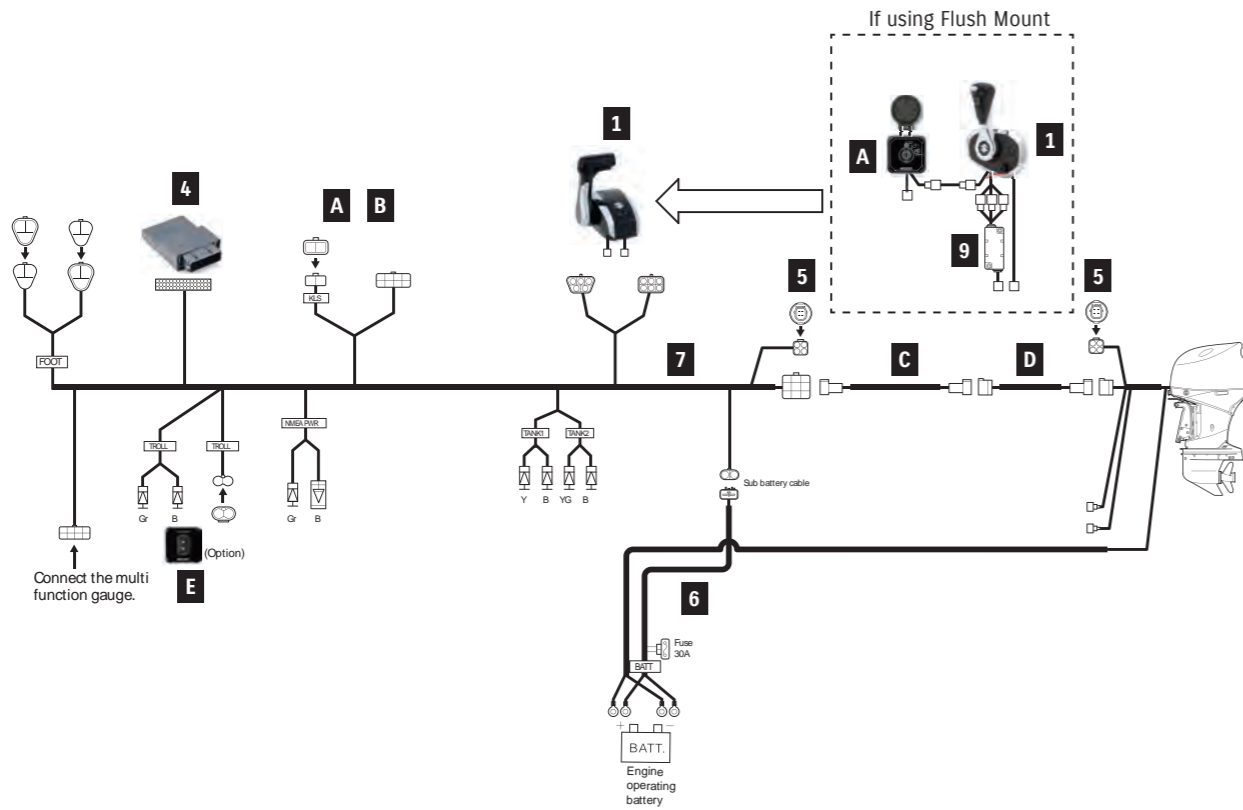 If using Flush Mount
1
A
1
4
A
B
9
5
5
KLS
FOOT
7
C
D
TROLL
TROLL
NMEA PWR
TANK1
TANK2
Gr
B
Gr
B
Y
B
YG
B
Sub battery cable
(Option)
E
Connect the multi
function gauge.
6
Fuse
30A
BATT
+
−
BATT.
Engine
operating
battery